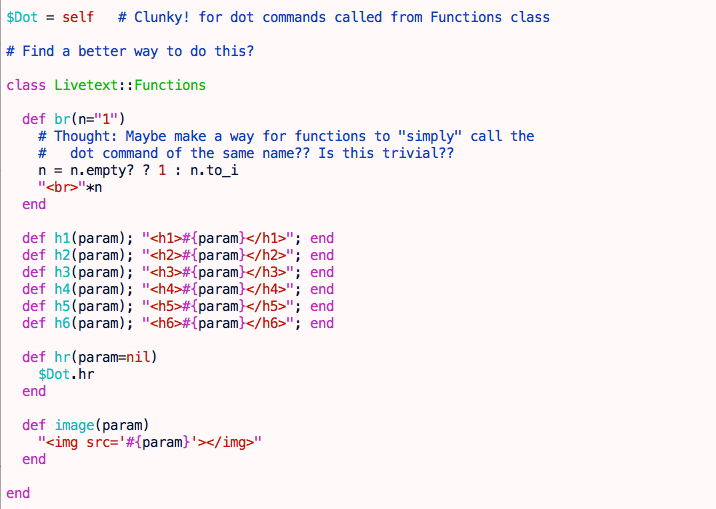 $Dot = self   # Clunky! for dot commands called from Functions class

# Find a better way to do this?

class Livetext::Functions

  def br(n="1")
    # Thought: Maybe make a way for functions to "simply" call the
    #   dot command of the same name?? Is this trivial??
    n = n.empty? ? 1 : n.to_i
    "<br>"*n
  end

  def h1(param); "<h1>#{param}</h1>"; end
  def h2(param); "<h2>#{param}</h2>"; end
  def h3(param); "<h3>#{param}</h3>"; end
  def h4(param); "<h4>#{param}</h4>"; end
  def h5(param); "<h5>#{param}</h5>"; end
  def h6(param); "<h6>#{param}</h6>"; end

  def hr(param=nil)
    $Dot.hr
  end

  def image(param)
    "<img src='#{param}'></img>"
  end

end